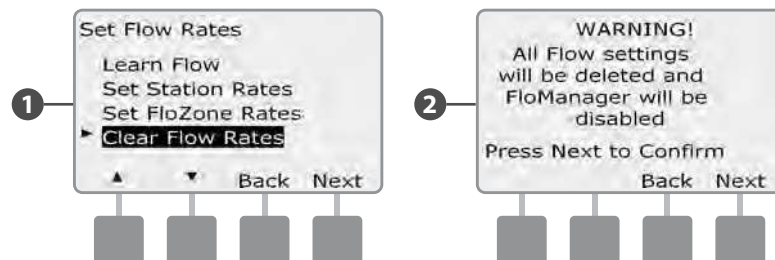 1
Set Flow Rates
Learn Flow
Set Station Rates
Set FloZone Rates
► Clear Flow Rates
▲ ▼ Back Next
2
WARNING!
All Flow settings
will be deleted and
FloManager will be
disabled
Press Next to Confirm
Back Next